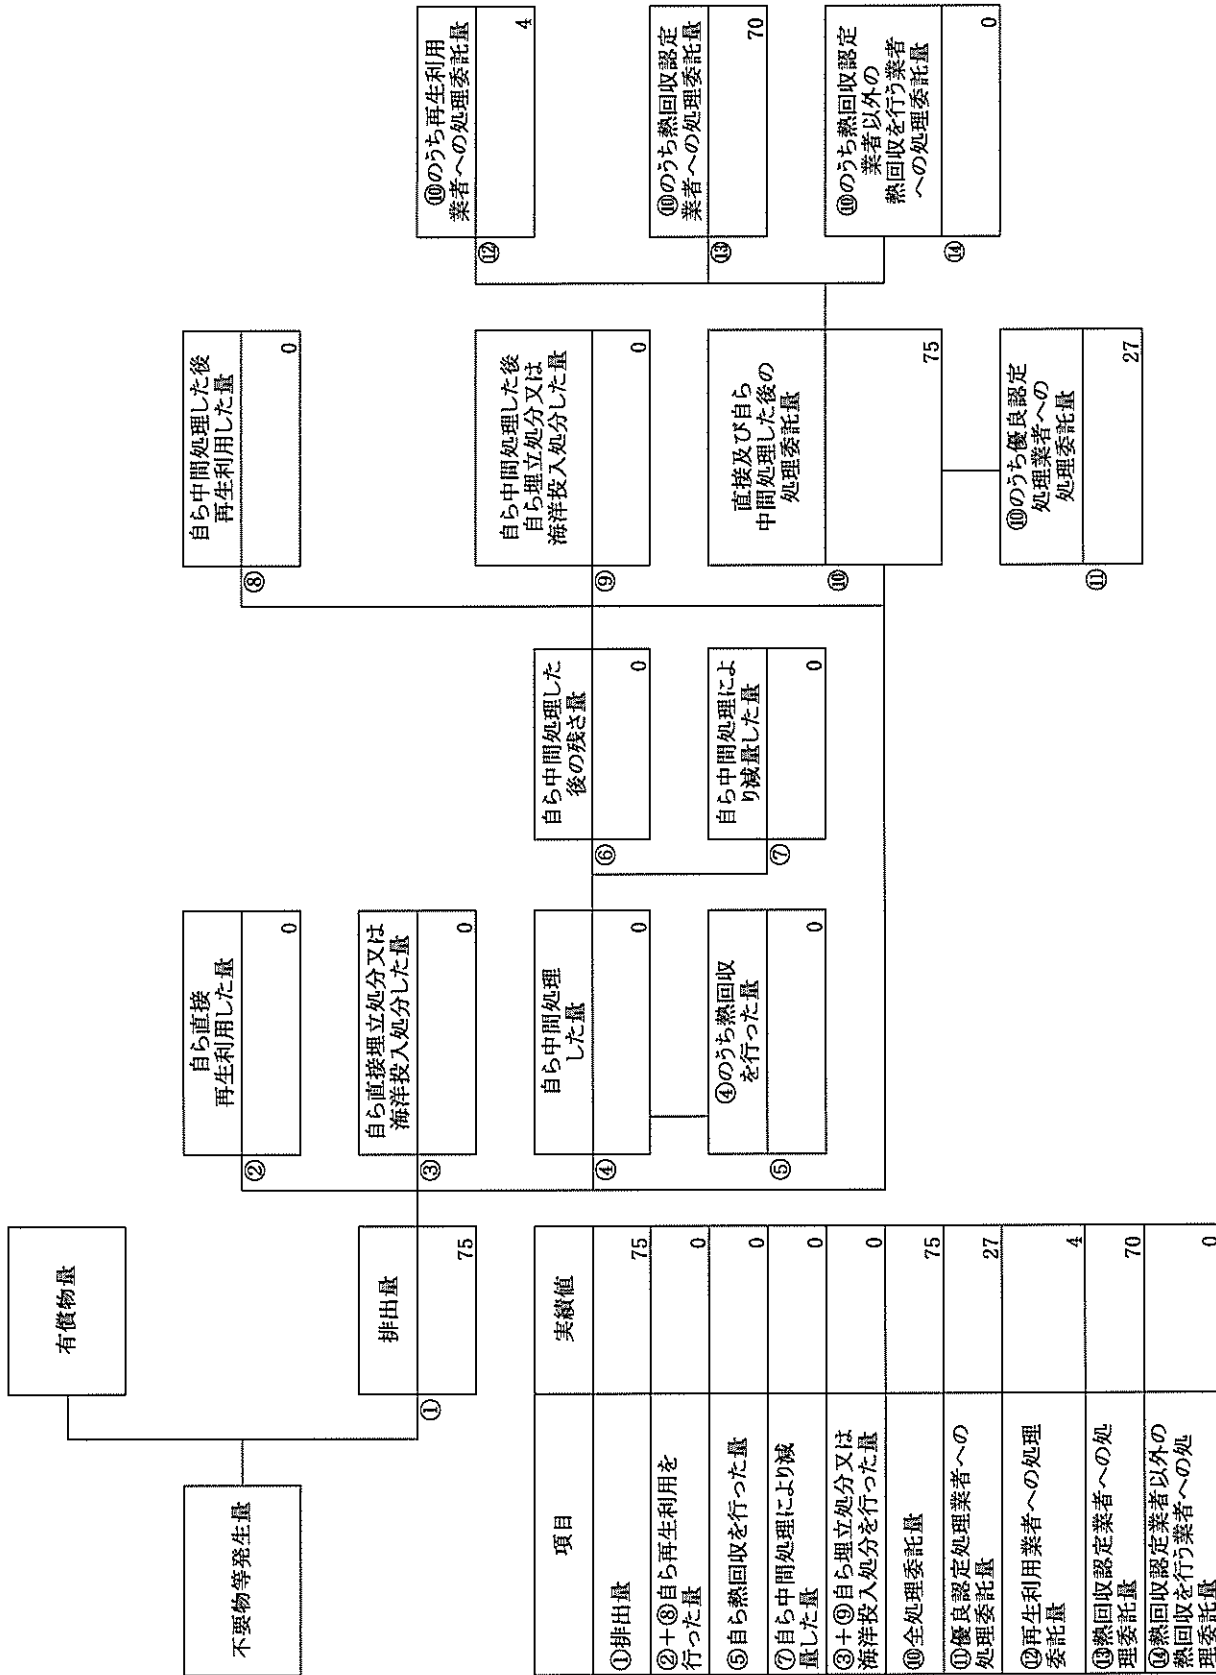 不要物等発生量
有償物量
①
排出量
75
②
自ら直接
再生利用した量
0
③
自ら直接埋立処分又は
海洋投入処分した量
0
④
自ら中間処理
した量
0
⑤
④のうち熱回収
を行った量
0
⑥
自ら中間処理した
後の残さ量
0
⑦
自ら中間処理によ
り減量した量
0
⑧
自ら中間処理した後
再生利用した量
0
⑨
自ら中間処理した後
自ら埋立処分又は
海洋投入処分した量
0
⑩
直接及び自ら
中間処理した後の
処理委託量
75
⑪
⑩のうち優良認定
処理業者への
処理委託量
27
⑫
⑩のうち再生利用
業者への処理委託量
4
⑬
⑩のうち熱回収認定
業者への処理委託量
70
⑭
⑩のうち熱回収認定
業者以外の
熱回収を行う業者
への処理委託量
0
項目 実績値
①排出量 75
②+⑧自ら再生利用を
行った量 0
⑤自ら熱回収を行った量 0
⑦自ら中間処理により減
量した量 0
③+⑨自ら埋立処分又は
海洋投入処分を行った量 0
⑩全処理委託量 75
⑪優良認定処理業者への
処理委託量 27
⑫再生利用業者への処理
委託量 4
⑬熱回収認定業者への処
理委託量 70
⑭熱回収認定業者以外の
熱回収を行う業者への処
理委託量 0